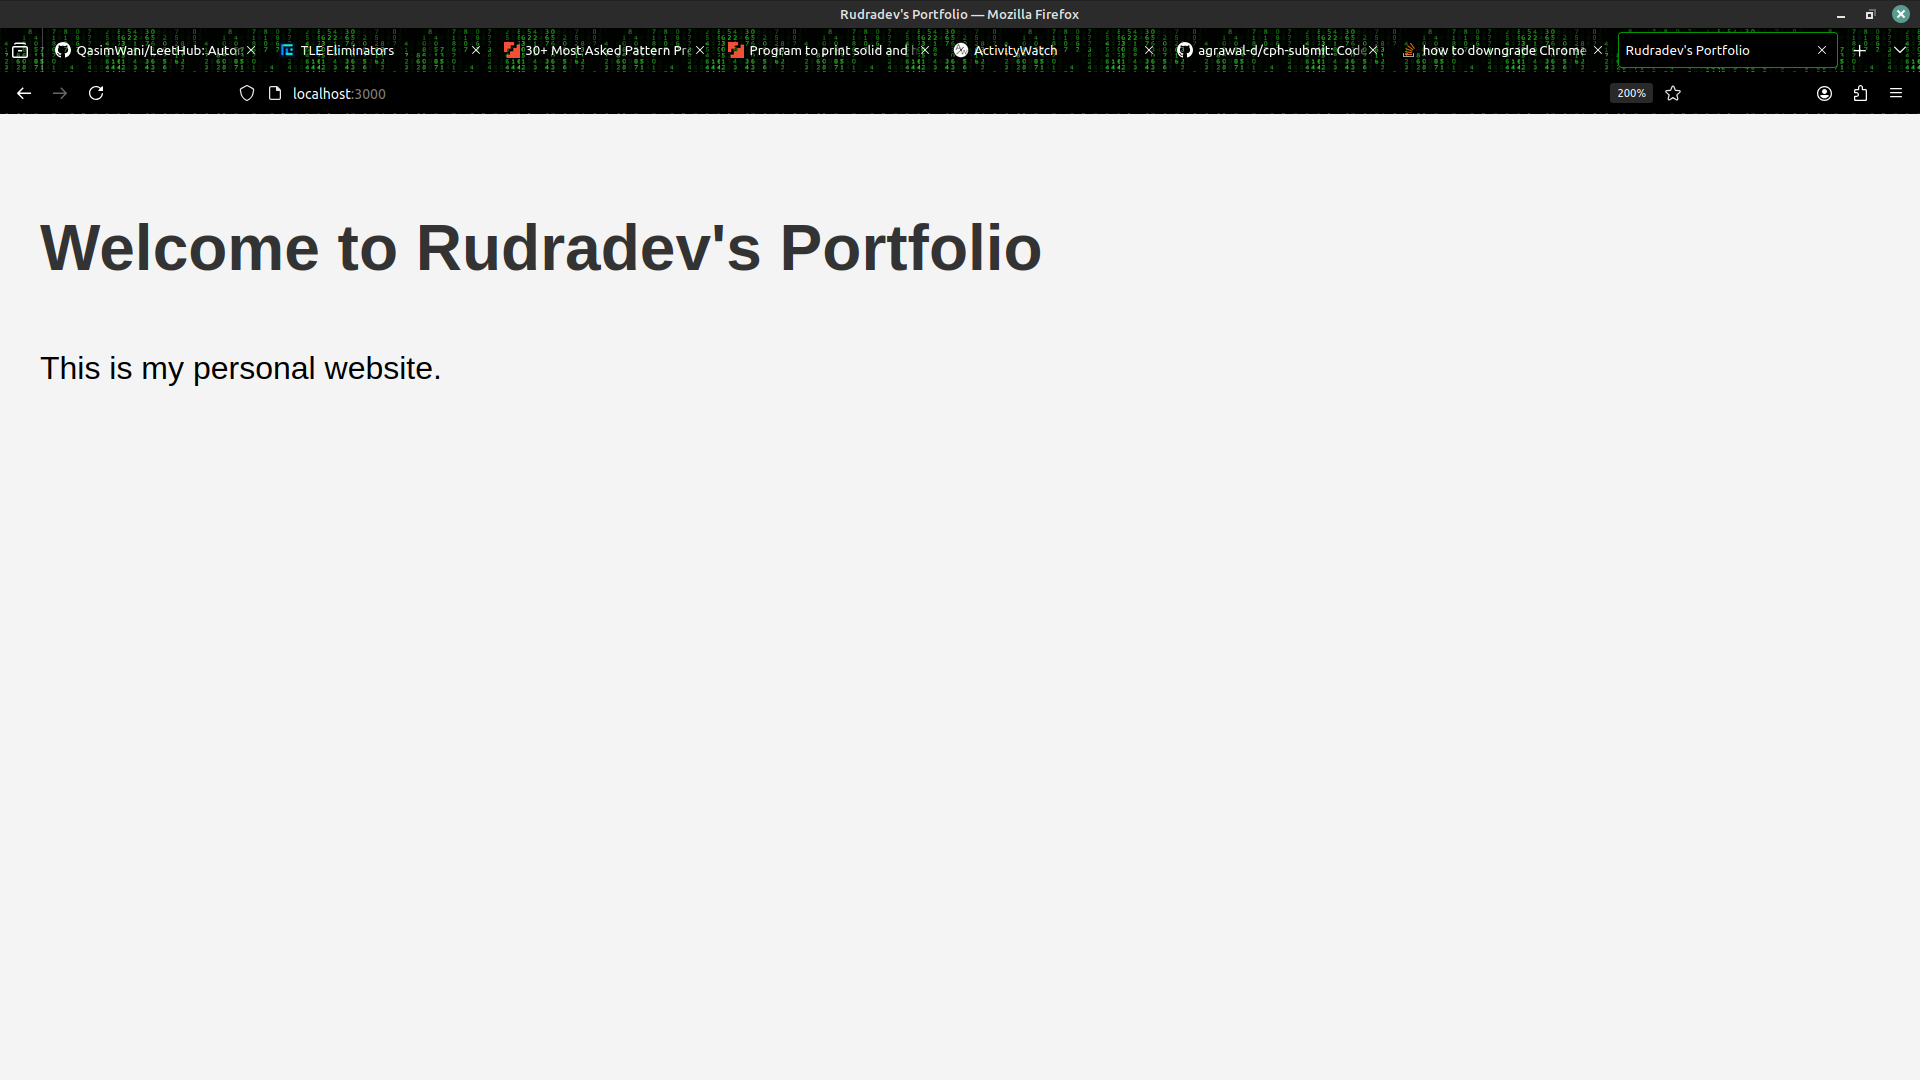 Rudradev's Portfolio — Mozilla Firefox
QasimWani/LeetHub: Autom
TLE Eliminators
30+ Most Asked Pattern Pr
Program to print solid and
ActivityWatch
agrawal-d/cph-submit: Code
how to downgrade Chrome
Rudradev's Portfolio
localhost:3000
200%
Welcome to Rudradev's Portfolio
This is my personal website.